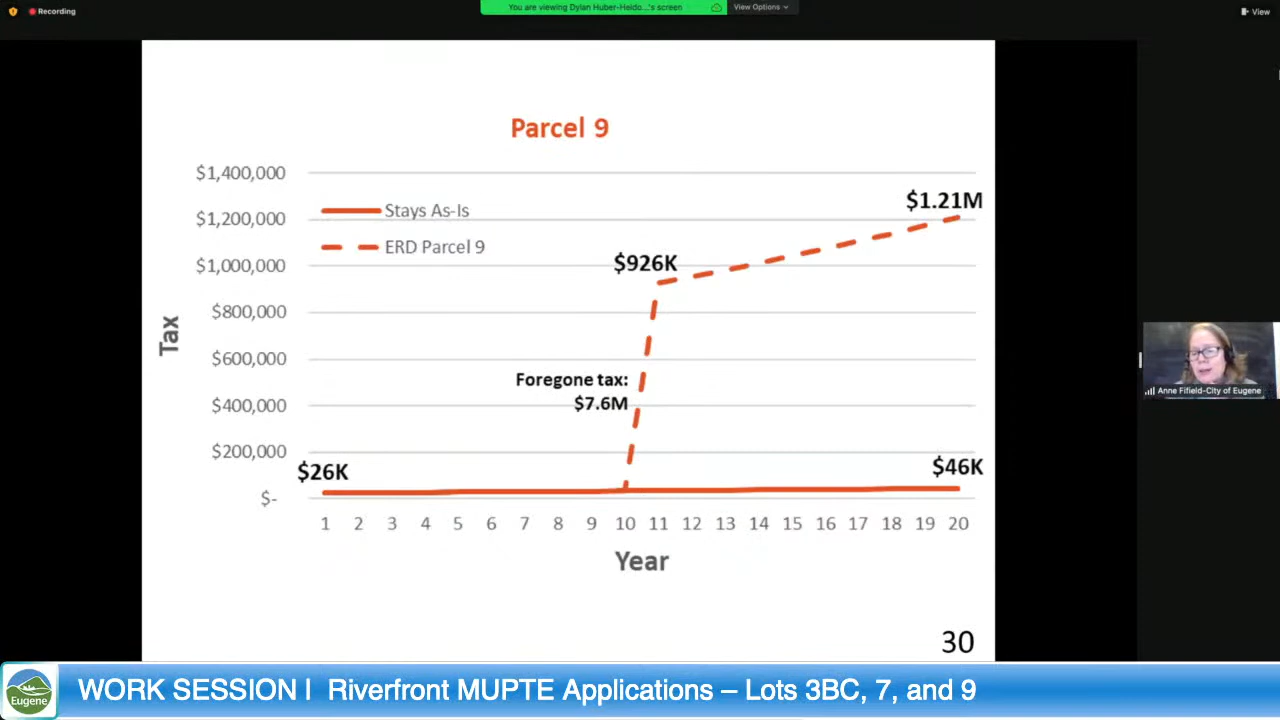 Recording
You are viewing Dylan Huber-Heido...'s screen
View Options
View
Parcel 9
$1,400,000
$1,200,000
$1,000,000
$800,000
$600,000
$400,000
$200,000
$-
Tax
Stays As-Is
ERD Parcel 9
$1.21M
$926K
Foregone tax:
$7.6M
$26K
$46K
1 2 3 4 5 6 7 8 9 10 11 12 13 14 15 16 17 18 19 20
Year
30
Anne Fifield-City of Eugene
Eugene
WORK SESSION I Riverfront MUPTE Applications – Lots 3BC, 7, and 9